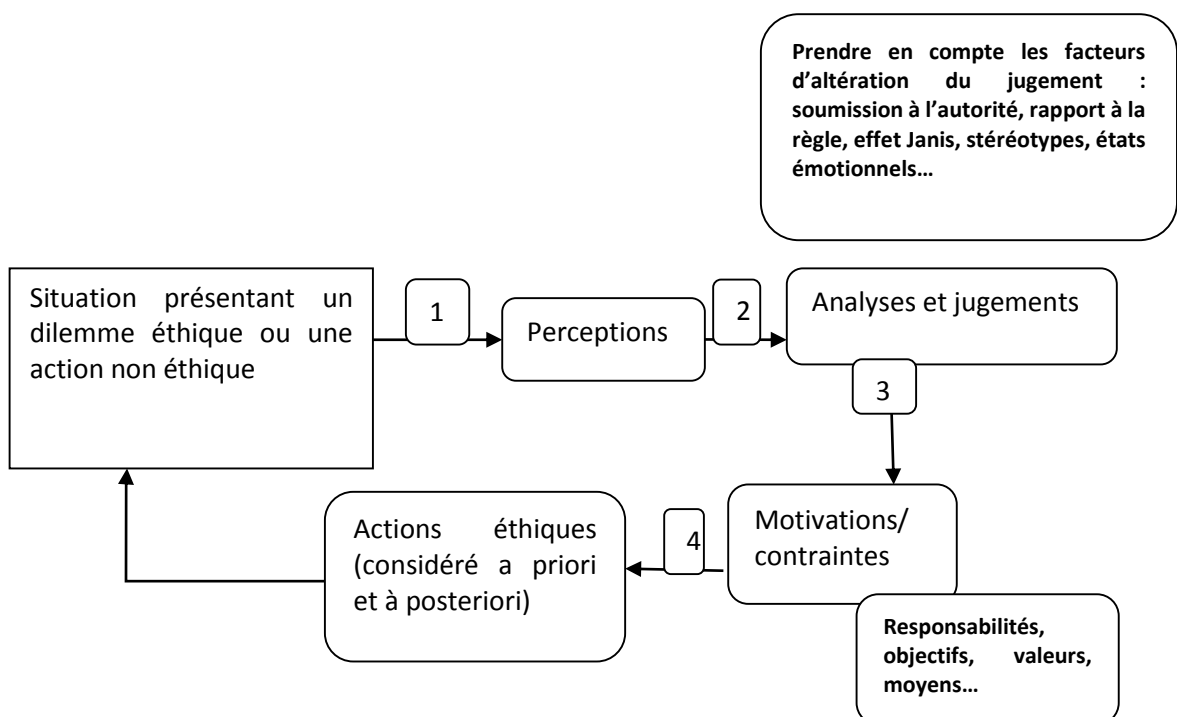 Prendre en compte les facteurs
d'altération du jugement :
soumission à l'autorité, rapport à la
règle, effet Janis, stéréotypes, états
émotionnels…
Situation présentant un
dilemme éthique ou une
action non éthique
1
Perceptions
2
Analyses et jugements
3
Motivations/
contraintes
Responsabilités,
objectifs, valeurs,
moyens…
4
Actions éthiques
(considéré a priori
et à posteriori)